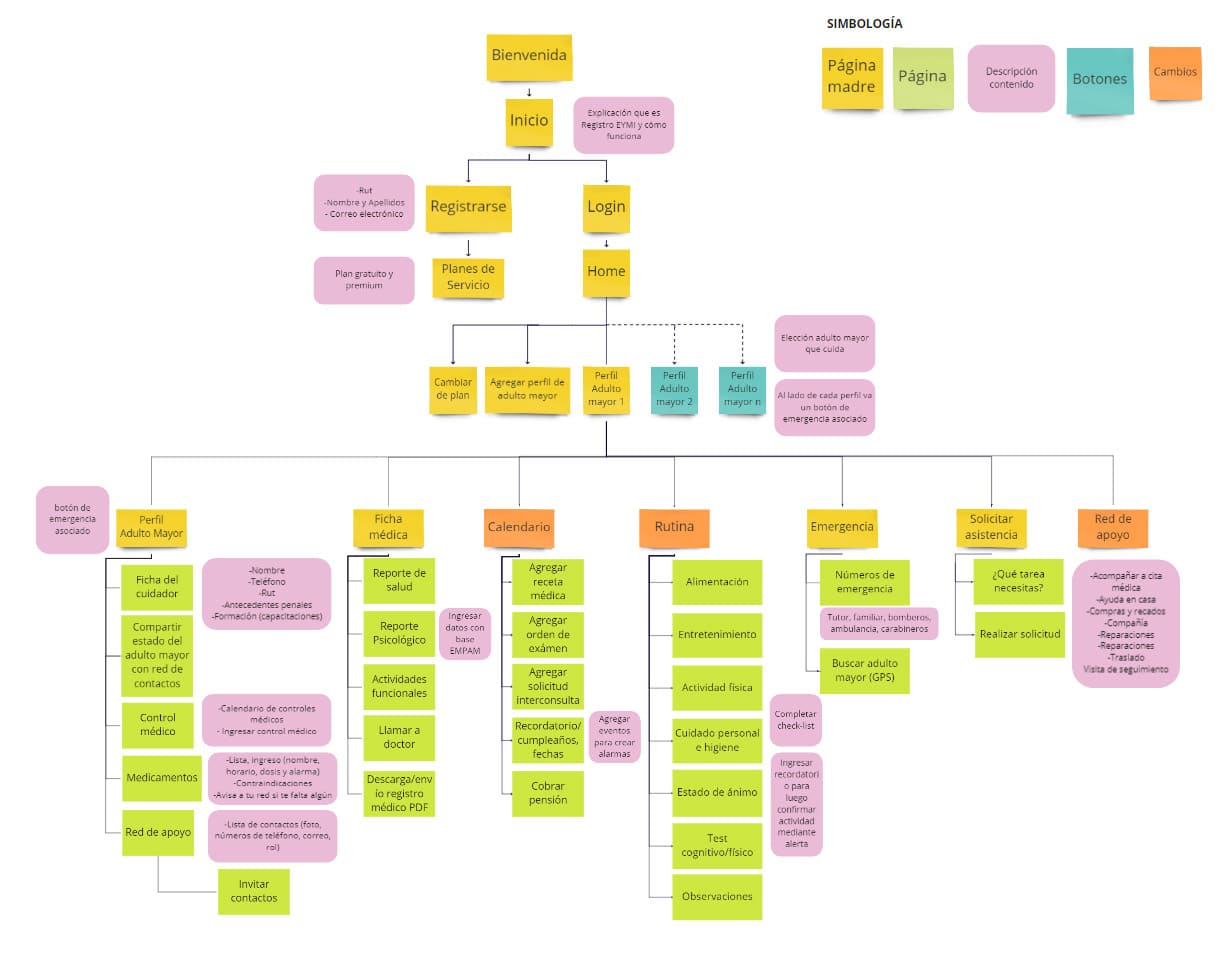 SIMBOLOGÍA
Página
madre
Página
Descripción
contenido
Botones
Cambios
Bienvenida
Inicio
Explicación que es
Registro EYMI y cómo
funciona
-Rut
-Nombre y Apellidos
- Correo electrónico
Registrarse
Login
Plan gratuito y
premium
Planes de
Servicio
Home
Elección adulto mayor
que cuida
Cambiar
de plan
Agregar perfil de
adulto mayor
Perfil
Adulto
mayor 1
Perfil
Adulto
mayor 2
Perfil
Adulto
mayor n
Al lado de cada perfil va
un botón de
emergencia asociado
botón de
emergencia
asociado
Perfil
Adulto Mayor
Ficha
médica
Calendario
Rutina
Emergencia
Solicitar
asistencia
Red de
apoyo
Ficha del
cuidador
-Nombre
-Teléfono
-Rut
-Antecedentes penales
-Formación (capacitaciones)
Compartir
estado del
adulto mayor
con red de
contactos
Control
médico
-Calendario de controles
médicos
- Ingresar control médico
Medicamentos
-Lista, ingreso (nombre,
horario, dosis y alarma)
-Contraindicaciones
-Avisa a tu red si te falta algún
Red de apoyo
-Lista de contactos (foto,
números de teléfono, correo,
rol)
Invitar
contactos
Reporte de
salud
Reporte
Psicológico
Ingresar
datos con
base
EMPAM
Actividades
funcionales
Llamar a
doctor
Descarga/env
ío registro
médico PDF
Agregar
receta
médica
Agregar
orden de
exámen
Agregar
solicitud
interconsulta
Recordatorio/
cumpleaños,
fechas
Agregar
eventos
para crear
alarmas
Cobrar
pensión
Alimentación
Entretenimiento
Actividad física
Cuidado personal
e higiene
Completar
check-list
Estado de ánimo
Ingresar
recordatori
o para
luego
confirmar
actividad
mediante
alerta
Test
cognitivo/físico
Observaciones
Números de
emergencia
Tutor, familiar, bomberos,
ambulancia, carabineros
Buscar adulto
mayor (GPS)
¿Qué tarea
necesitas?
Realizar solicitud
-Acompañar a cita
médica
-Ayuda en casa
-Compras y recados
-Compañía
-Reparaciones
-Reparaciones
-Traslado
Visita de seguimiento